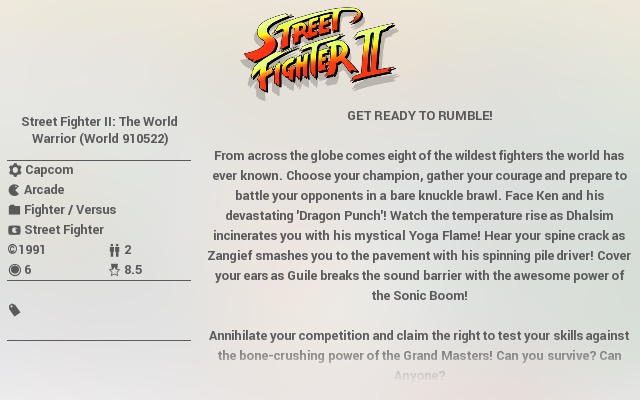 STREET
FIGHTER II
Street Fighter II: The World
Warrior (World 910522)
Capcom
Arcade
Fighter / Versus
Street Fighter
©1991 2
6 8.5
GET READY TO RUMBLE!
From across the globe comes eight of the wildest fighters the world has
ever known. Choose your champion, gather your courage and prepare to
battle your opponents in a bare knuckle brawl. Face Ken and his
devastating 'Dragon Punch'! Watch the temperature rise as Dhalsim
incinerates you with his mystical Yoga Flame! Hear your spine crack as
Zangief smashes you to the pavement with his spinning pile driver! Cover
your ears as Guile breaks the sound barrier with the awesome power of
the Sonic Boom!
Annihilate your competition and claim the right to test your skills against
the bone-crushing power of the Grand Masters! Can you survive? Can
Anyone?